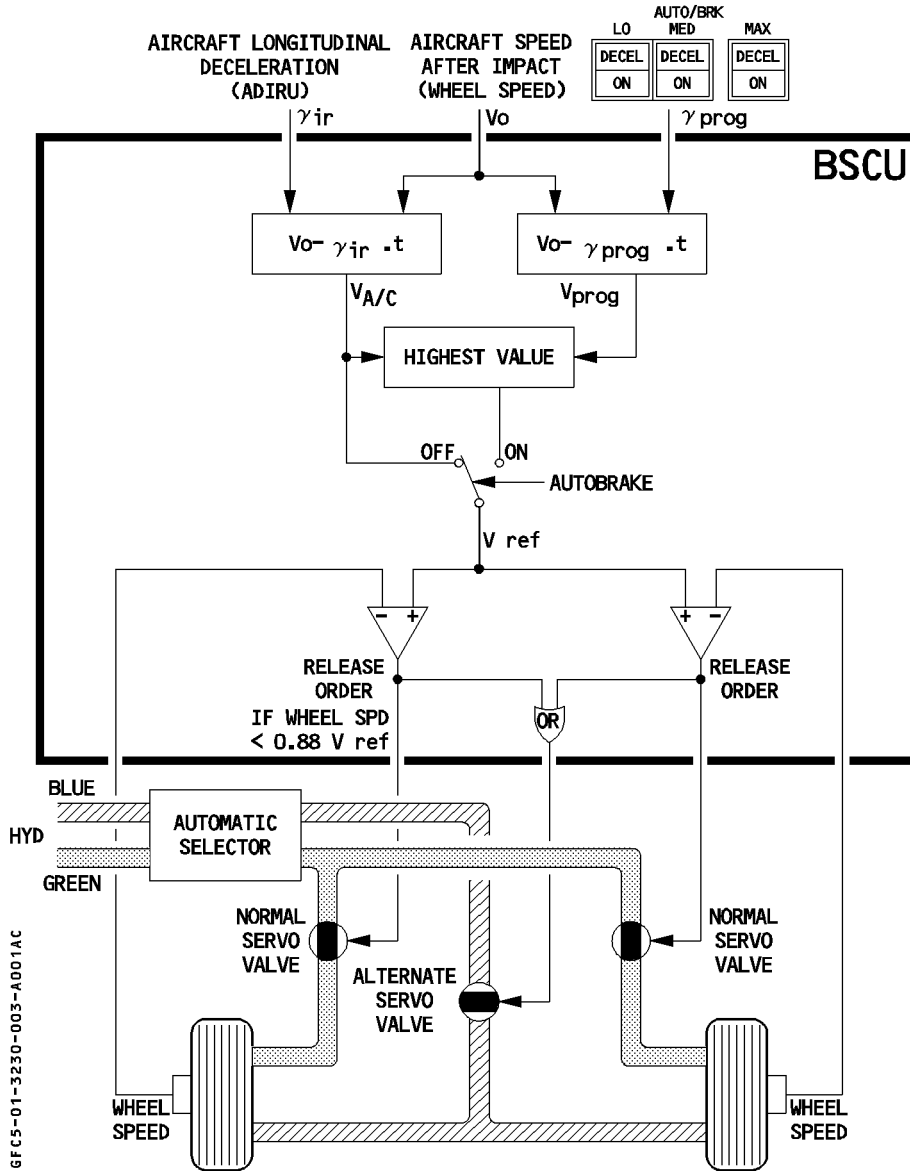 AUTO/BRK
LO MED MAX
AIRCRAFT LONGITUDINAL
DECELERATION
(ADIRU)
AIRCRAFT SPEED
AFTER IMPACT
(WHEEL SPEED)
DECEL DECEL DECEL
ON ON ON
γir
Vo
γprog
BSCU
Vo- γir .t
Vo- γprog .t
VA/C
Vprog
HIGHEST VALUE
OFF
ON
AUTOBRAKE
V ref
- +
+ -
RELEASE
ORDER
RELEASE
ORDER
IF WHEEL SPD
< 0.88 V ref
OR
BLUE
HYD
GREEN
AUTOMATIC
SELECTOR
NORMAL
SERVO
VALVE
ALTERNATE
SERVO
VALVE
NORMAL
SERVO
VALVE
WHEEL
SPEED
WHEEL
SPEED
GFC5-01-3230-003-A001AC